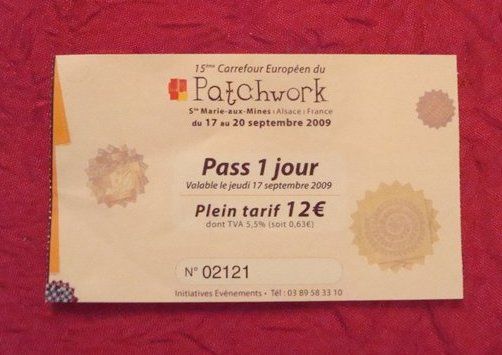 15ème Carrefour Européen du
Patchwork
Ste Marie-aux-Mines | Alsace | France
du 17 au 20 septembre 2009
Pass 1 jour
Valable le jeudi 17 septembre 2009
Plein tarif 12€
dont TVA 5,5% (soit 0,63€)
N° 02121
Initiatives Evènements • Tél : 03 89 58 33 10